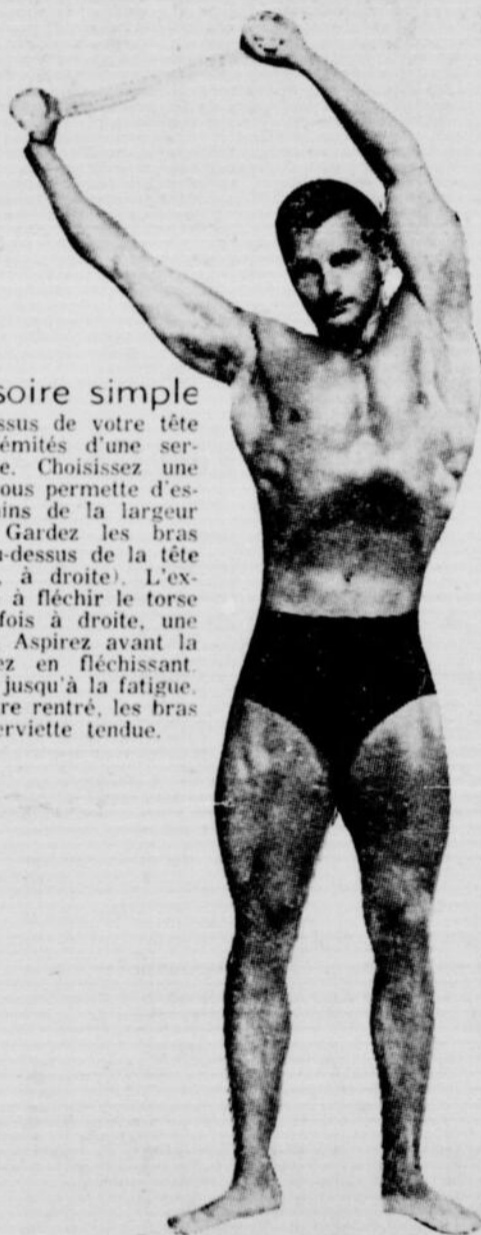 soire simple
ssus de votre tête
émités d'une ser-
e. Choisissez une
ous permette d'es-
ins de la largeur
Gardez les bras
u-dessus de la tête
, à droite). L'ex-
à fléchir le torse
fois à droite, une
Aspirez avant la
ez en fléchissant.
jusqu'à la fatigue.
re rentré, les bras
erviette tendue.